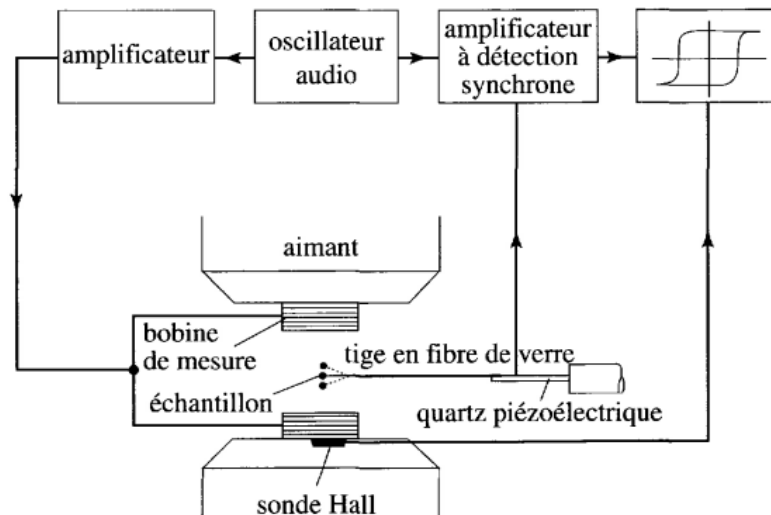 amplificateur
oscillateur
audio
amplificateur
à détection
synchrone
aimant
bobine
de mesure
tige en fibre de verre
échantillon
quartz piézoélectrique
sonde Hall